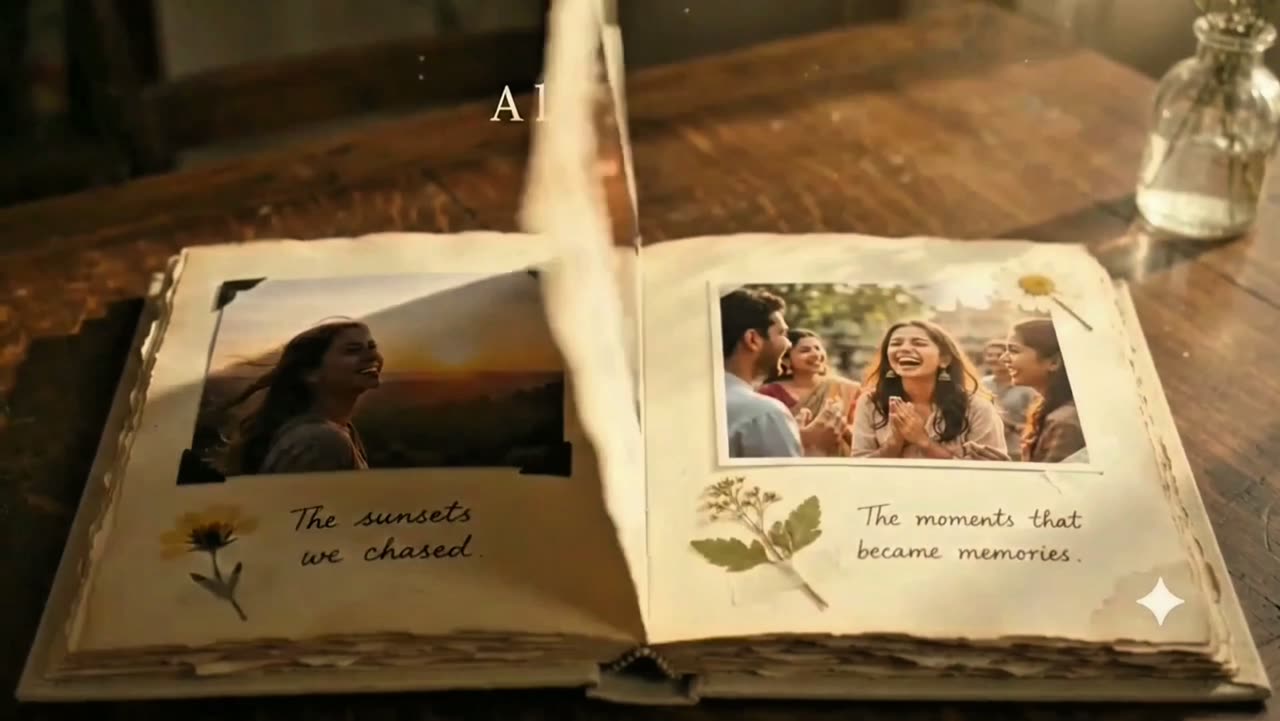 The sunsets
we chased.
The moments that
became memories.